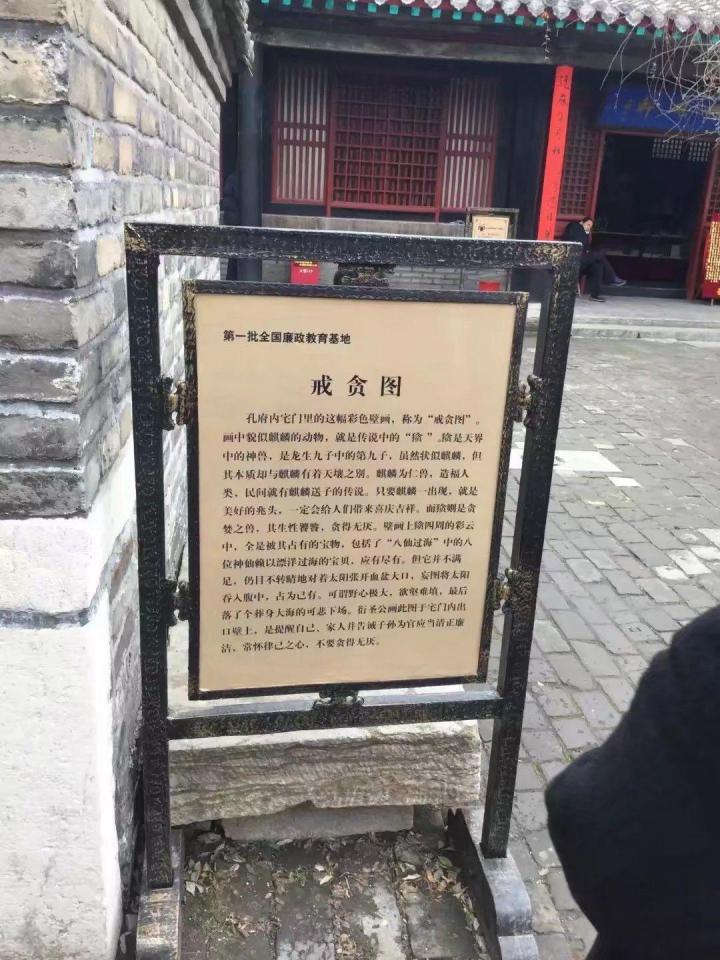 第一批全国廉政教育基地
戒贪图
孔府内宅门里的这幅彩色壁画，称为“戒贪图”。
画中貌似麒麟的动物，就是传说中的“㺔”。㺔是天界
中的神兽，是龙生九子中的第九子，虽然状似麒麟，但
其本质却与麒麟有着天壤之别。麒麟为仁兽，造福人
类，民间就有麒麟送子的传说。只要麒麟一出现，就是
美好的兆头，一定会给人们带来喜庆吉祥。而㺔则是贪
婪之兽，其生性饕餮，贪得无厌。壁画上㺔四周的彩云
中，全是被其占有的宝物，包括了“八仙过海”中的八
位神仙赖以漂洋过海的宝贝，应有尽有。但它并不满
足，仍目不转睛地对着太阳张开血盆大口，妄图将太阳
吞入腹中，占为己有。可谓野心极大，欲壑难填，最后
落了个葬身大海的可悲下场。衍圣公画此图于宅门内出
口壁上，是提醒自己、家人并告诫子孙为官应当清正廉
洁，常怀律己之心，不要贪得无厌。